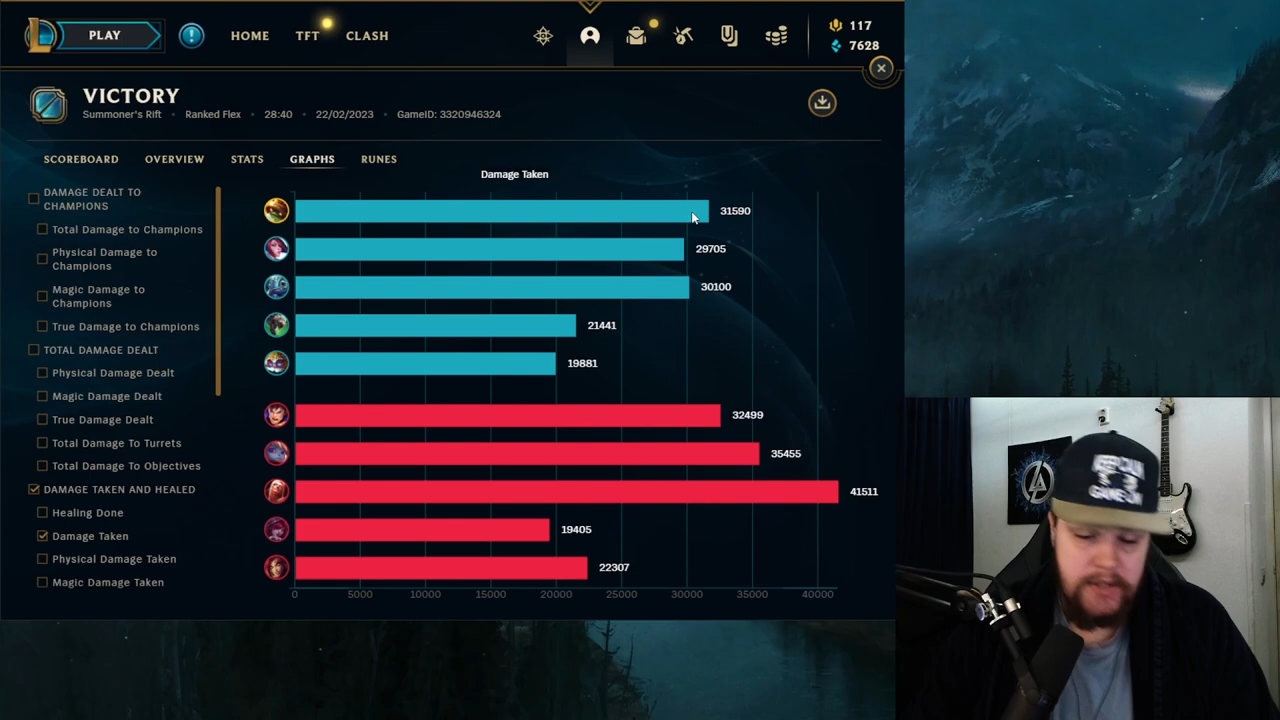 PLAY
HOME
TFT
CLASH
117
7628
VICTORY
Summoner's Rift • Ranked Flex • 28:40 • 22/02/2023 • GameID: 3320946324
SCOREBOARD
OVERVIEW
STATS
GRAPHS
RUNES
DAMAGE DEALT TO
CHAMPIONS
Total Damage to Champions
Physical Damage to
Champions
Magic Damage to
Champions
True Damage to Champions
TOTAL DAMAGE DEALT
Physical Damage Dealt
Magic Damage Dealt
True Damage Dealt
Total Damage To Turrets
Total Damage To Objectives
DAMAGE TAKEN AND HEALED
Healing Done
Damage Taken
Physical Damage Taken
Magic Damage Taken
Damage Taken
31590
29705
30100
21441
19881
32499
35455
41511
19405
22307
0 5000 10000 15000 20000 25000 30000 35000 40000